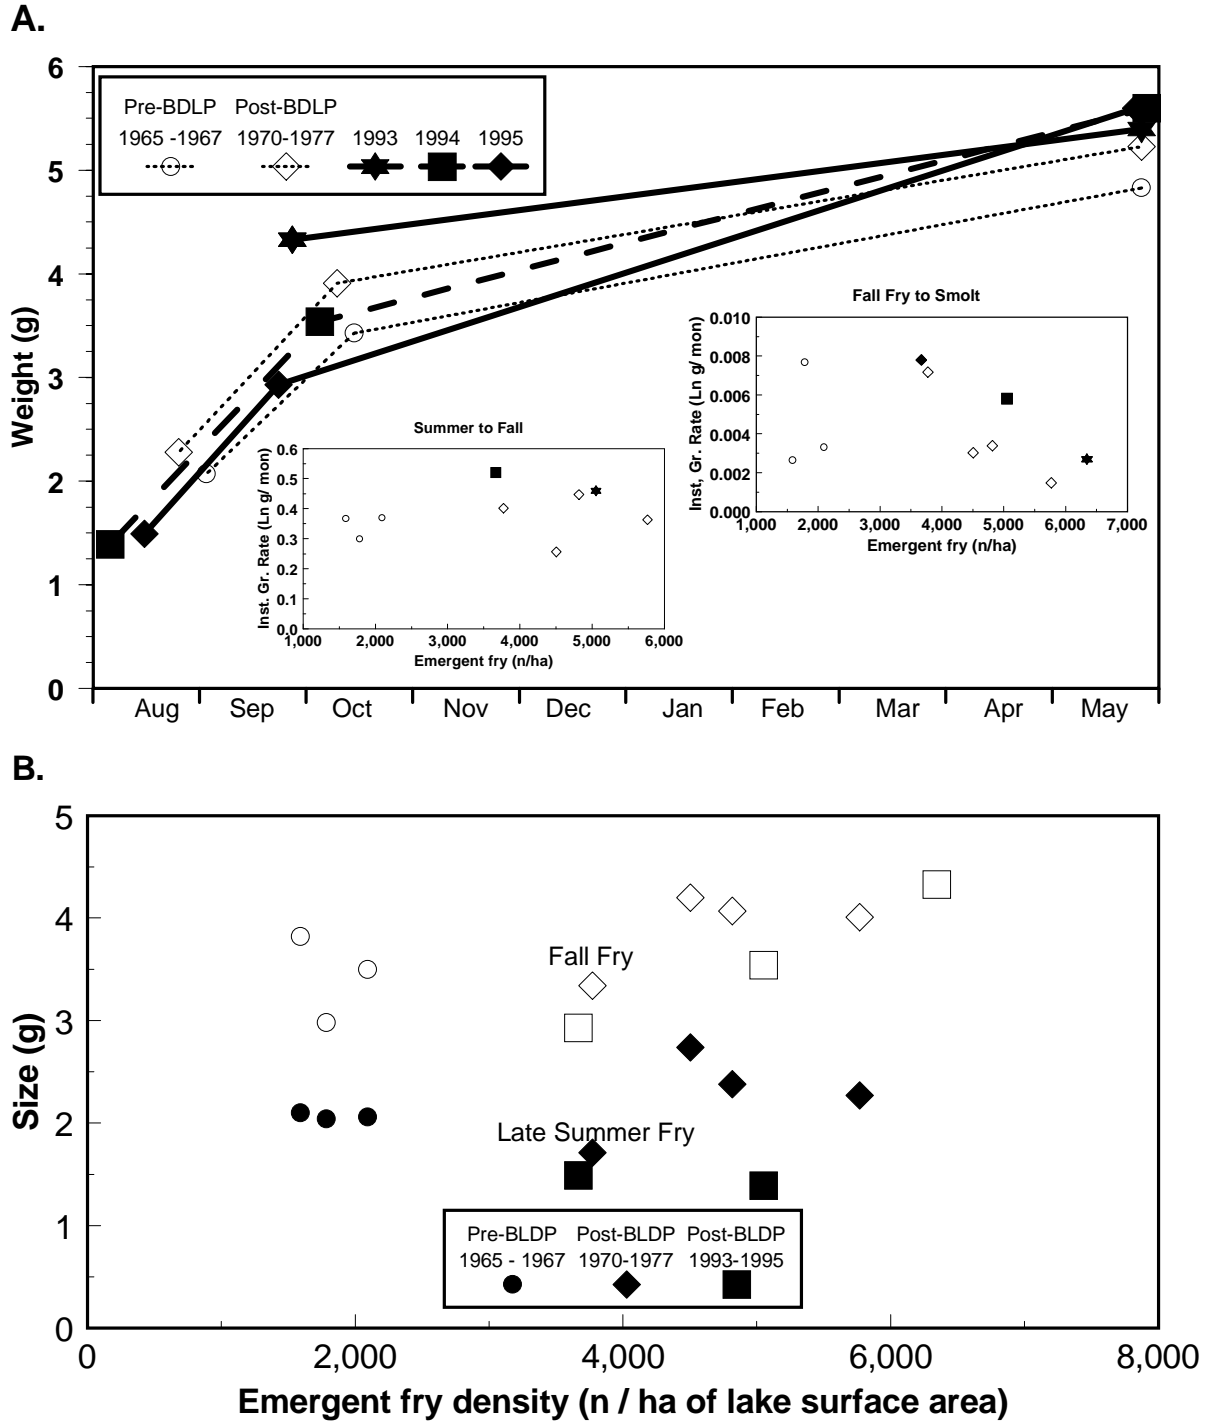 A.
6
5
4
3
2
1
0
Weight (g)
Pre-BDLP Post-BDLP
1965 -1967 1970-1977 1993 1994 1995
Fall Fry to Smolt
0.010
0.008
0.006
0.004
0.002
0.000
Inst, Gr. Rate (Ln g/ mon)
1,000 2,000 3,000 4,000 5,000 6,000 7,000
Emergent fry (n/ha)
Summer to Fall
0.6
0.5
0.4
0.3
0.2
0.1
0.0
Inst. Gr. Rate (Ln g/ mon)
1,000 2,000 3,000 4,000 5,000 6,000
Emergent fry (n/ha)
Aug Sep Oct Nov Dec Jan Feb Mar Apr May
B.
5
4
3
2
1
0
Size (g)
Fall Fry
Late Summer Fry
Pre-BLDP Post-BLDP Post-BLDP
1965 - 1967 1970-1977 1993-1995
0 2,000 4,000 6,000 8,000
Emergent fry density (n / ha of lake surface area)